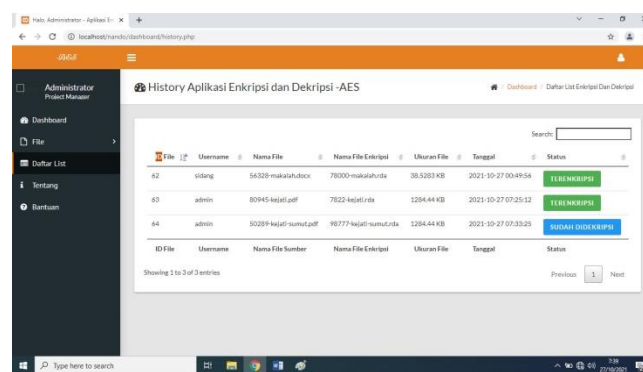 Halo, Administrator - Aplikasi En
localhost/nando/dashboard/history.php
Administrator
Project Manager
Dashboard
File
Daftar List
Tentang
Bantuan
History Aplikasi Enkripsi dan Dekripsi -AES
/ Dashboard / Daftar List Enkripsi Dan Dekripsi
Search:
ID File Username Nama File Nama File Enkripsi Ukuran File Tanggal Status
62 sidang 56328-makalah.docx 78000-makalah.rda 38.5283 KB 2021-10-27 00:49:56 TERENKRIPSI
63 admin 80945-kejati.pdf 7822-kejati.rda 1284.44 KB 2021-10-27 07:25:12 TERENKRIPSI
64 admin 50289-kejati-sumut.pdf 98777-kejati-sumut.rda 1284.44 KB 2021-10-27 07:33:25 SUDAH DIDEKRIPSI
ID File Username Nama File Sumber Nama File Enkripsi Ukuran File Tanggal Status
Showing 1 to 3 of 3 entries
Previous 1 Next
Type here to search
7:39
27/10/2021